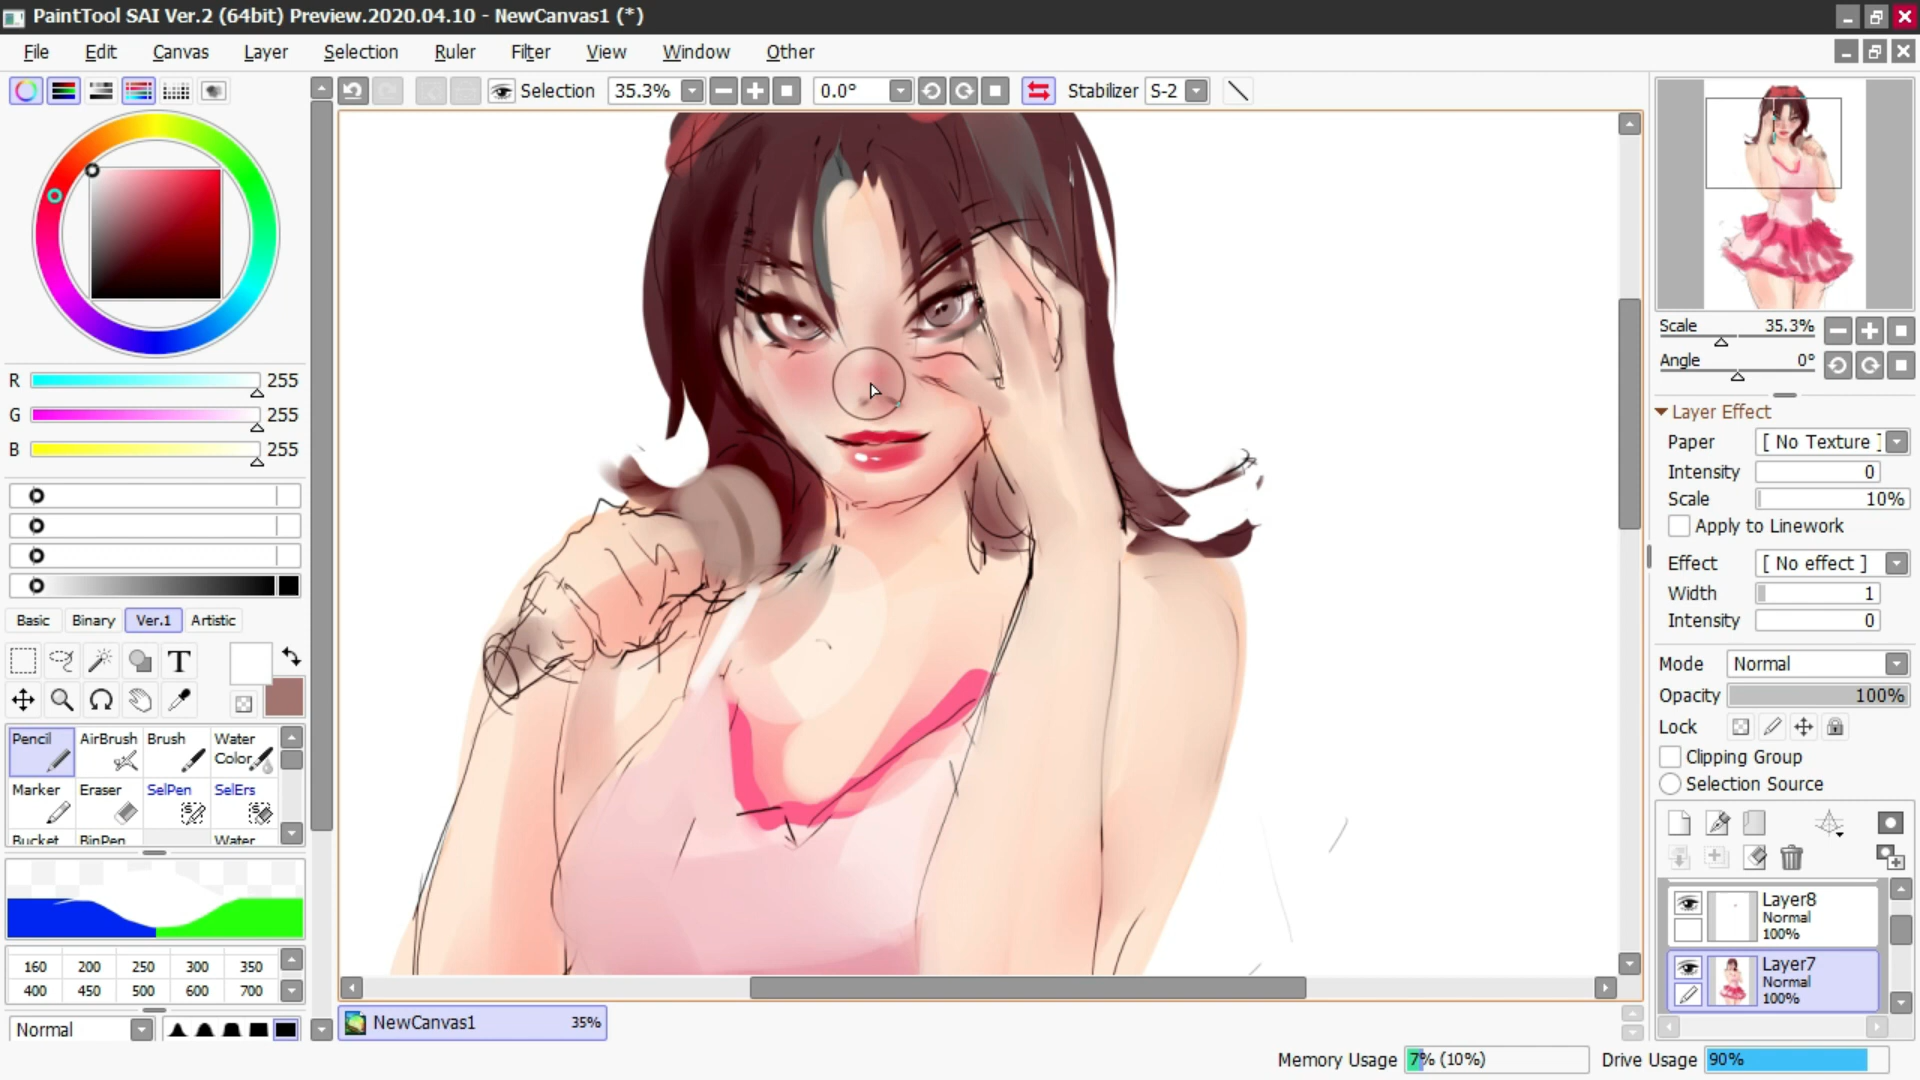 PaintTool SAI Ver.2 (64bit) Preview.2020.04.10 - NewCanvas1 (*)
File Edit Canvas Layer Selection Ruler Filter View Window Other
Selection 35.3% 0.0° Stabilizer S-2
R 255
G 255
B 255
Basic Binary Ver.1 Artistic
T
Pencil AirBrush Brush Water Color
Marker Eraser SelPen SelErs
Bucket BinPen Water
160 200 250 300 350
400 450 500 600 700
Normal
NewCanvas1 35%
Scale 35.3%
Angle 0°
Layer Effect
Paper [ No Texture ]
Intensity 0
Scale 10%
Apply to Linework
Effect [ No effect ]
Width 1
Intensity 0
Mode Normal
Opacity 100%
Lock
Clipping Group
Selection Source
Layer8
Normal
100%
Layer7
Normal
100%
Memory Usage 7% (10%) Drive Usage 90%